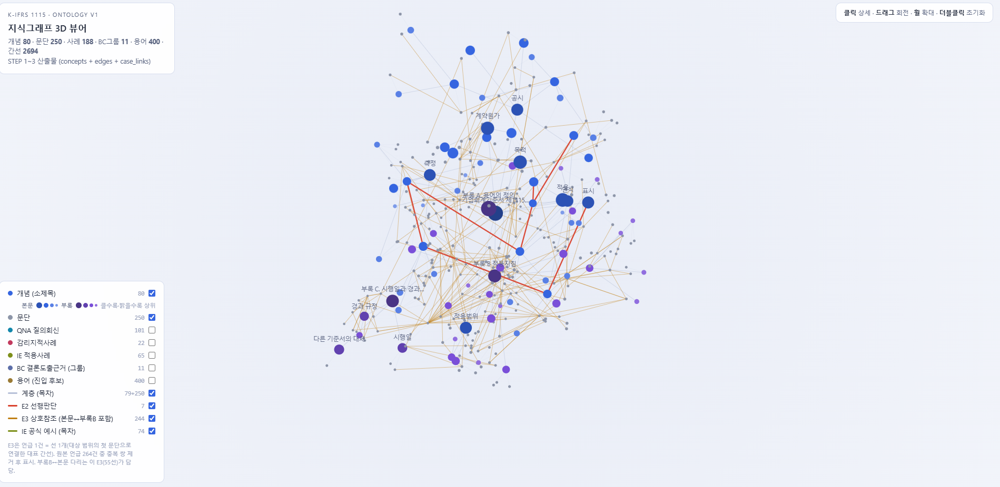 K-IFRS 1115 · ONTOLOGY V1
지식그래프 3D 뷰어
개념 80 · 문단 250 · 사례 188 · BC그룹 11 · 용어 400 ·
간선 2694
STEP 1~3 산출물 (concepts + edges + case_links)
클릭 상세 · 드래그 회전 · 휠 확대 · 더블클릭 초기화
공시
계약원가
목적
측정
적용
인식
표시
부록 A. 용어의 정의
기업회계기준서 제1115...
부록 B 적용지침
부록 C. 시행일과 경과...
경과 규정
적용범위
다른 기준서의 대체
시행일
개념 (소제목) 80
본문 부록 클수록·밝을수록 상위
문단 250
QNA 질의회신 101
감리지적사례 22
IE 적용사례 65
BC 결론도출근거 (그룹) 11
용어 (진입 후보) 400
계층 (목차) 79+250
E2 선행판단 7
E3 상호참조 (본문↔부록B 포함) 244
IE 공식 예시 (목차) 74
E3은 언급 1건 = 선 1개(대상 범위의 첫 문단으로
연결한 대표 간선). 원본 언급 264건 중 중복 쌍 제
거 후 표시. 부록B↔본문 다리는 이 E3(55선)가 담
당.